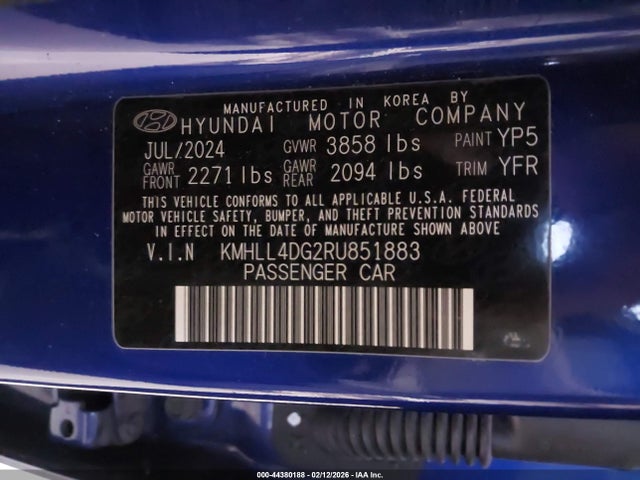 MANUFACTURED IN KOREA BY
HYUNDAI MOTOR COMPANY
JUL/2024 GVWR 3858 lbs PAINT YP5
GAWR FRONT 2271 lbs GAWR REAR 2094 lbs TRIM YFR
THIS VEHICLE CONFORMS TO ALL APPLICABLE U.S.A. FEDERAL
MOTOR VEHICLE SAFETY, BUMPER, AND THEFT PREVENTION STANDARDS
IN EFFECT ON THE DATE OF MANUFACTURE SHOWN ABOVE.
V.I.N KMHLL4DG2RU851883
PASSENGER CAR
000-44380188 - 02/12/2026 - IAA Inc.